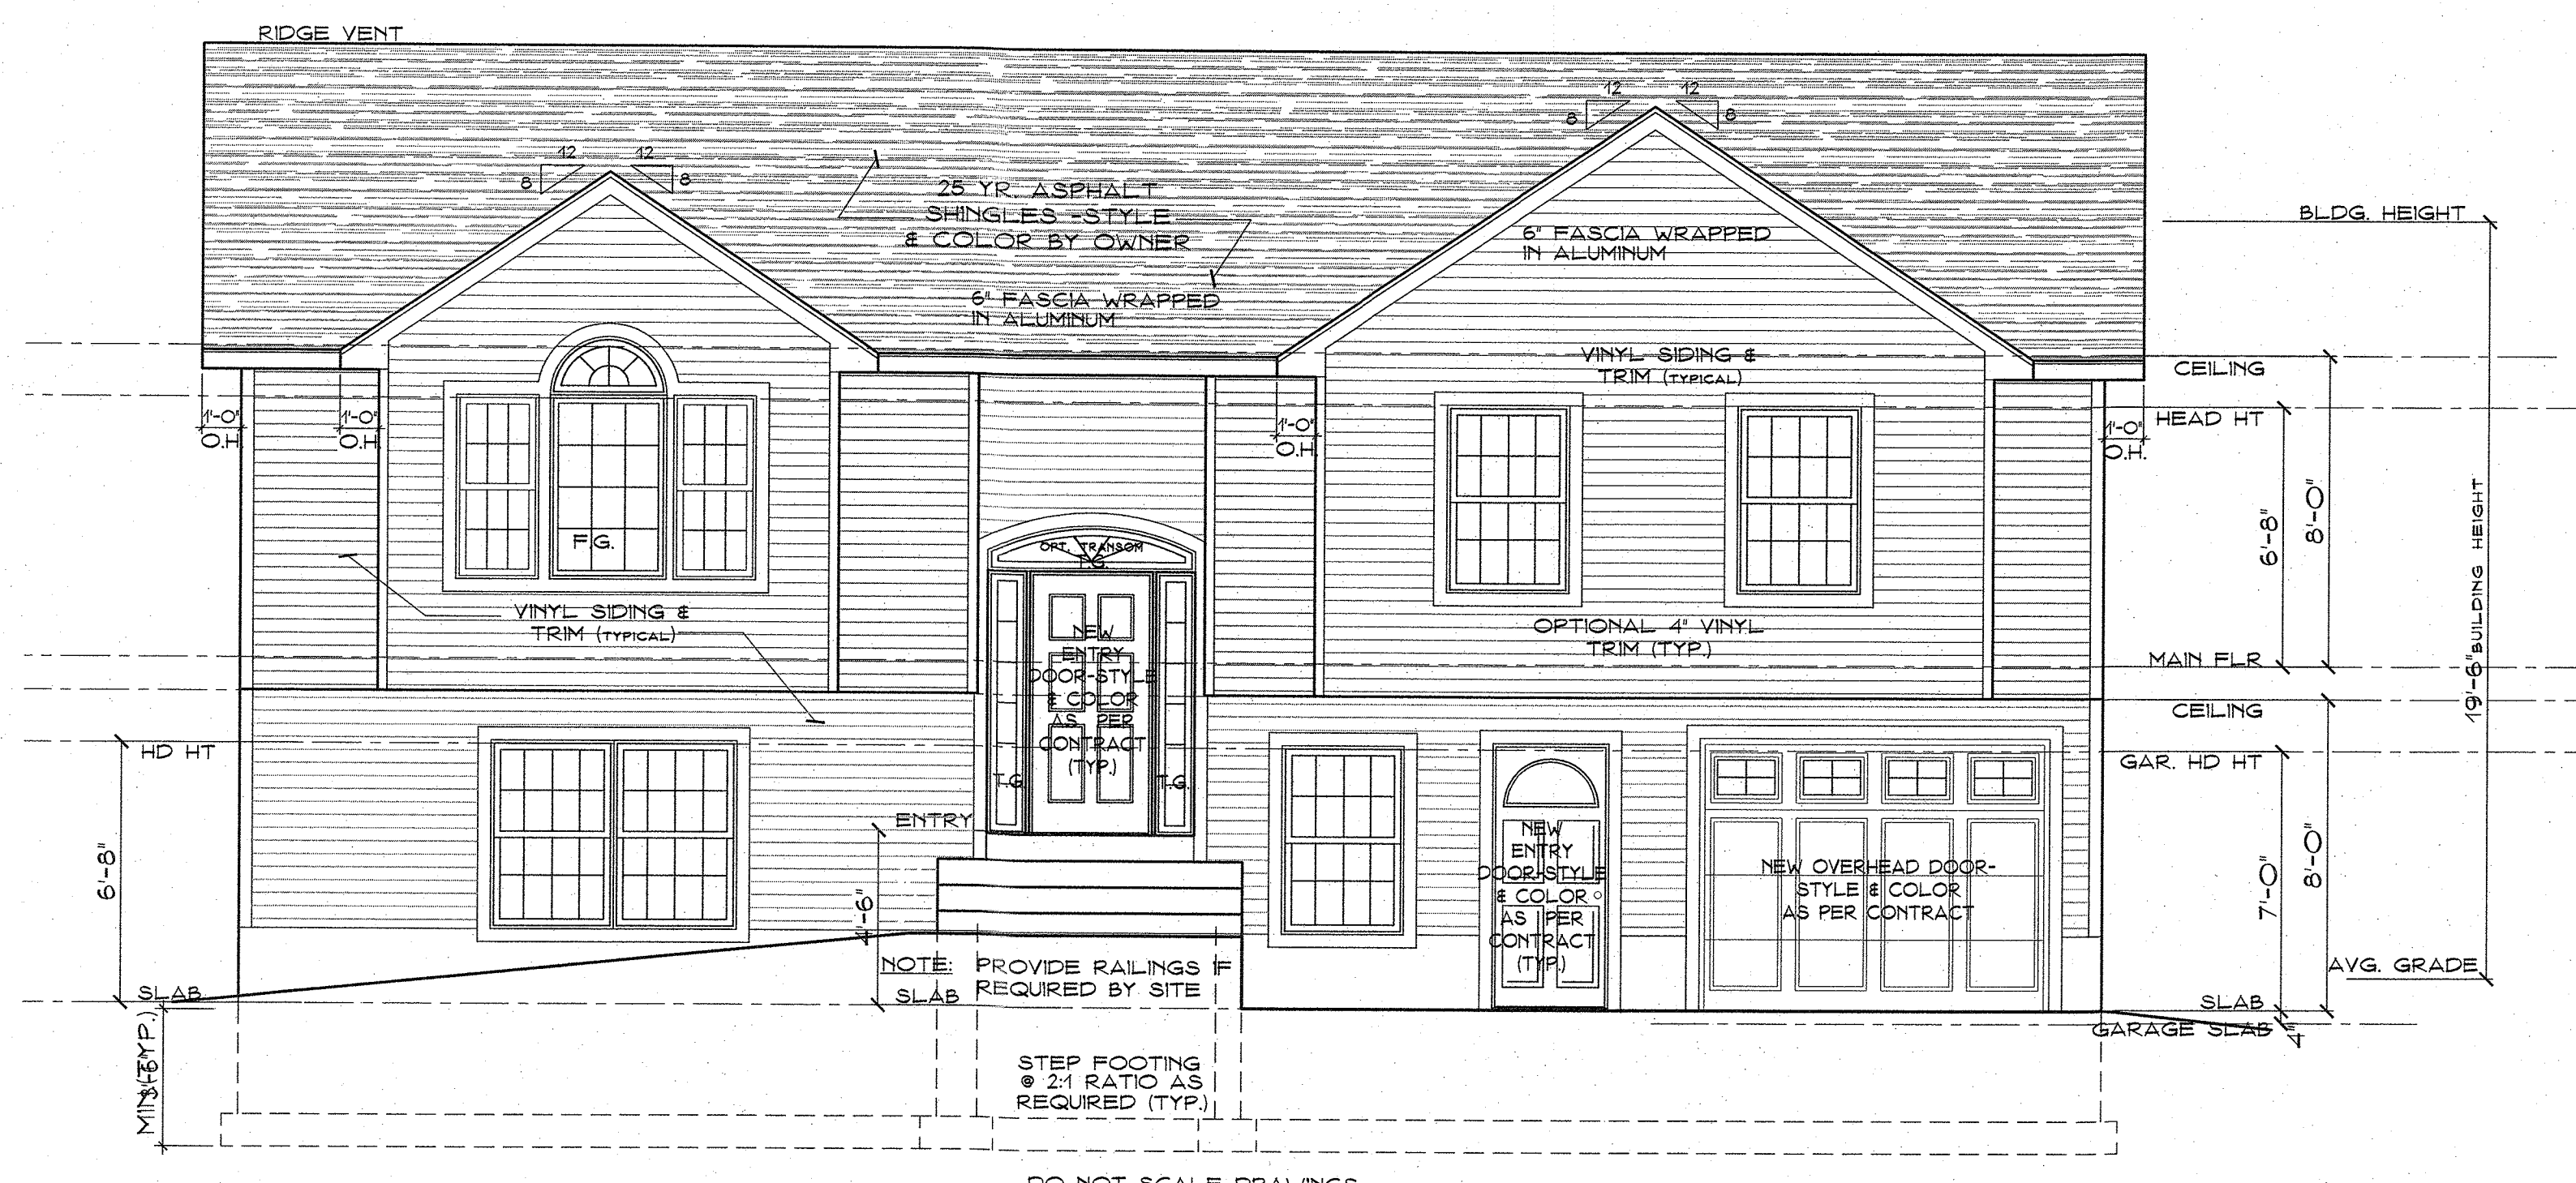 RIDGE VENT
12 12
8 8
12 12
8 8
25 YR. ASPHALT
SHINGLES -STYLE
& COLOR BY OWNER
6" FASCIA WRAPPED
IN ALUMINUM
6" FASCIA WRAPPED
IN ALUMINUM
BLDG. HEIGHT
VINYL SIDING &
TRIM (TYPICAL)
CEILING
HEAD HT
1'-0"
O.H.
1'-0"
O.H.
1'-0"
O.H.
1'-0"
O.H.
6'-8"
8'-0"
19'-6" BUILDING HEIGHT
F.G.
OPT. TRANSOM
T.G.
VINYL SIDING &
TRIM (TYPICAL)
OPTIONAL 4" VINYL
TRIM (TYP.)
MAIN FLR
NEW
ENTRY
DOOR-STYLE
& COLOR
AS PER
CONTRACT
(TYP.)
T.G.
T.G.
CEILING
HD HT
GAR. HD HT
6'-8"
ENTRY
4'-6"
NEW
ENTRY
DOOR-STYLE
& COLOR
AS PER
CONTRACT
(TYP.)
NEW OVERHEAD DOOR-
STYLE & COLOR
AS PER CONTRACT
7'-0"
8'-0"
AVG. GRADE
NOTE: PROVIDE RAILINGS IF
REQUIRED BY SITE
SLAB
SLAB
SLAB
GARAGE SLAB
4"
STEP FOOTING
@ 2:1 RATIO AS
REQUIRED (TYP.)
DO NOT SCALE DRAWINGS